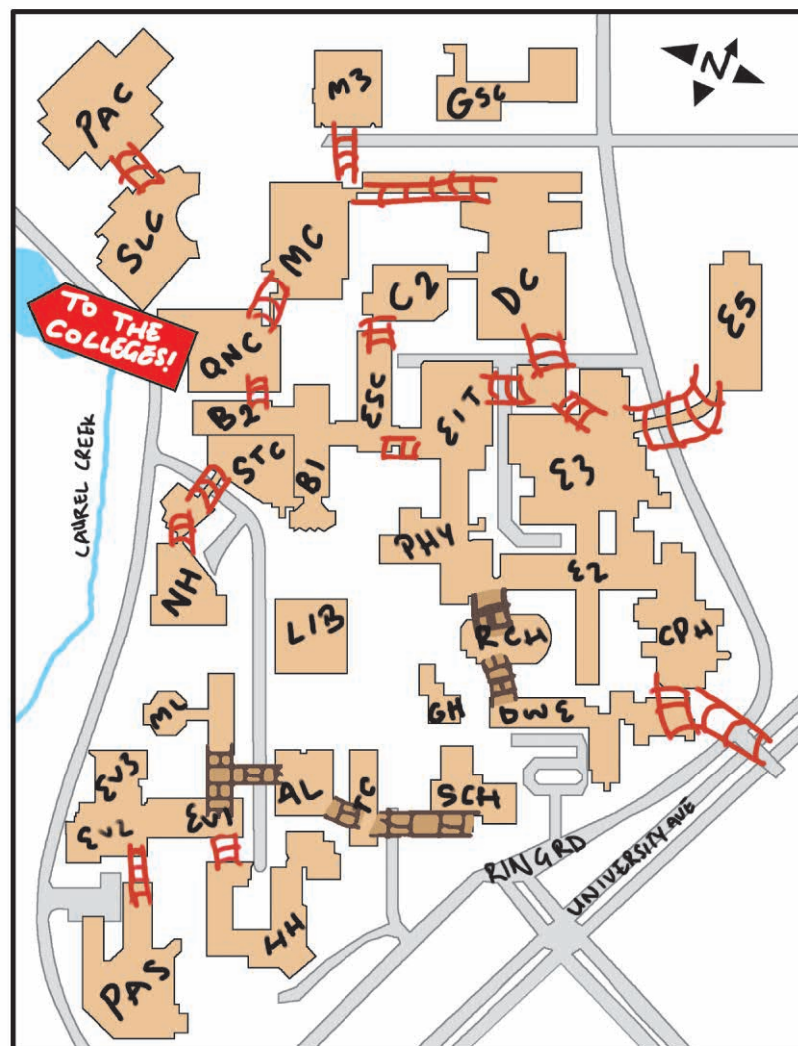 PAC
M3
GSC
N
SLC
MC
C2
DC
E5
TO THE
COLLEGES!
QNC
B2
ESC
EIT
STC
B1
E3
LAUREL CREEK
PHY
E2
NH
LIB
RCH
CPH
ML
GH
DWE
EV3
EV2
EV1
AL
TC
SCH
RING RD
UNIVERSITY AVE
HH
PAS